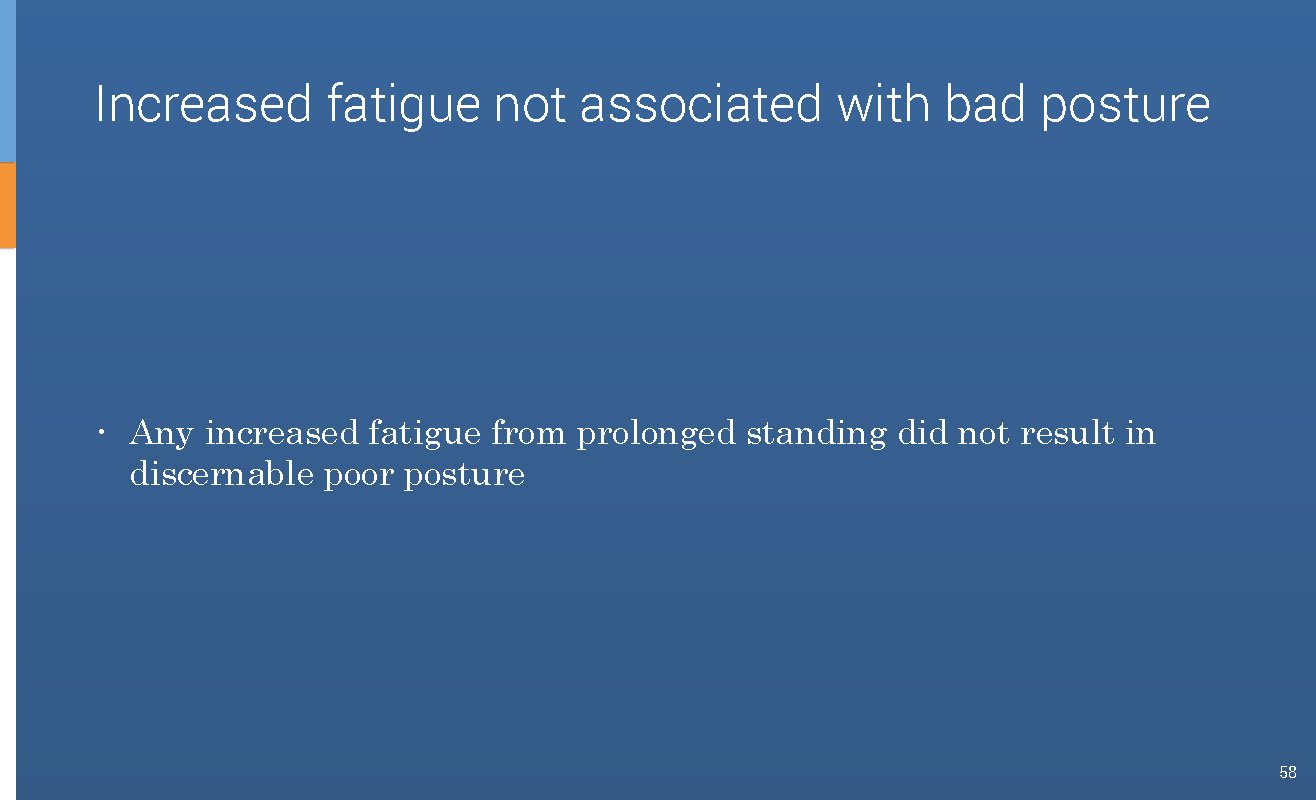 Increased fatigue not associated with bad posture
• Any increased fatigue from prolonged standing did not result in
discernable poor posture
58